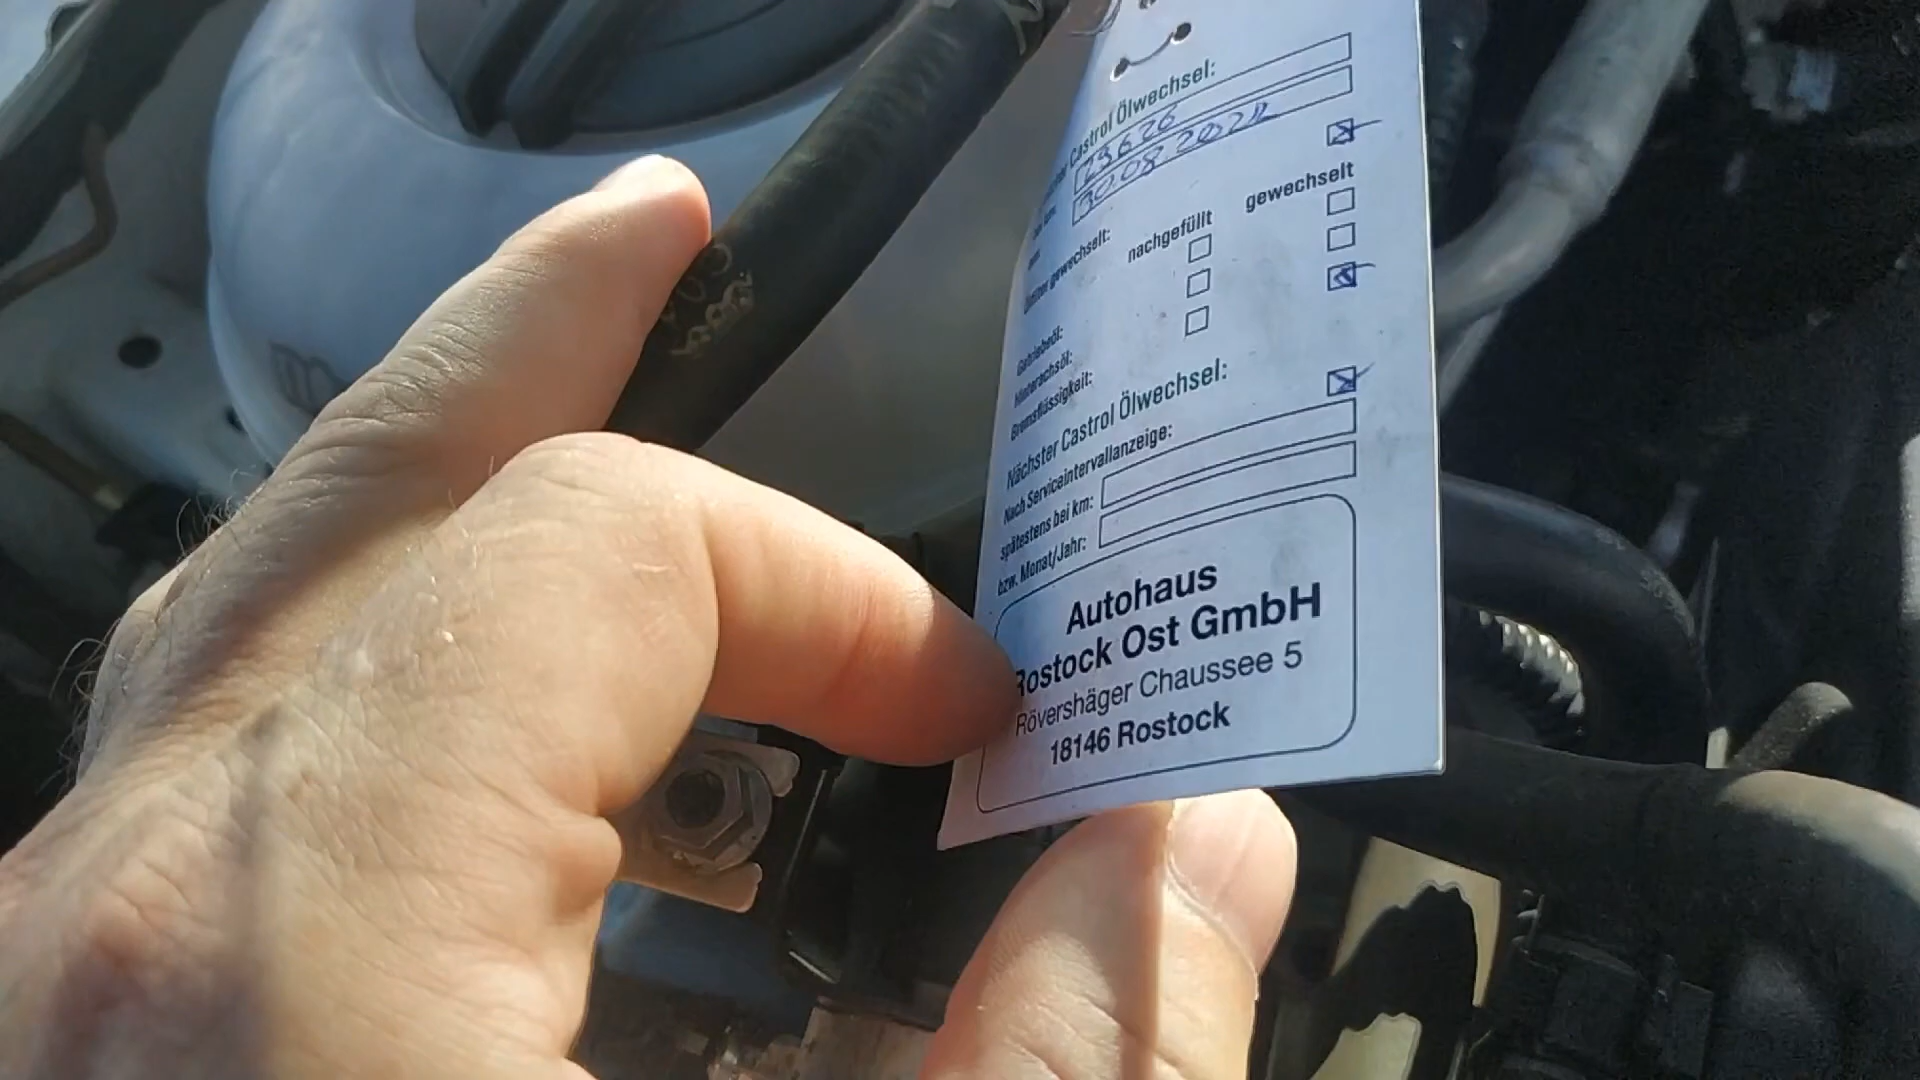 Castrol Ölwechsel:
23626
30.08.2022
Ölfilter gewechselt:
nachgefüllt gewechselt
Getriebeöl:
Hinterachsöl:
Bremsflüssigkeit:
Nächster Castrol Ölwechsel:
Nach Serviceintervallanzeige:
spätestens bei km:
bzw. Monat/Jahr:
Autohaus
Rostock Ost GmbH
Rövershäger Chaussee 5
18146 Rostock